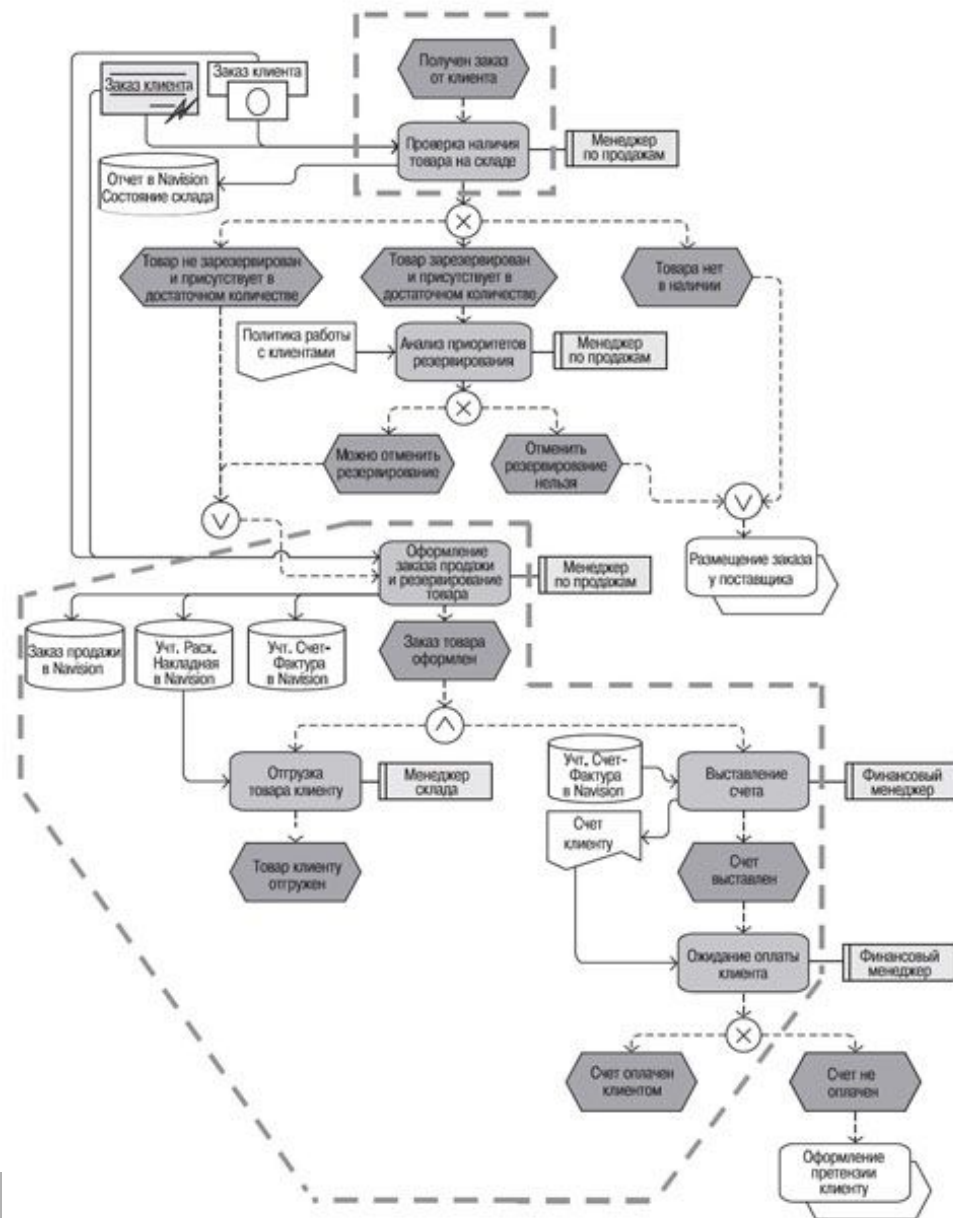 Получен заказ
от клиента
Заказ клиента
Заказ клиента
Проверка наличия
товара на складе
Менеджер
по продажам
Отчет в Navision
Состояние склада
Товар не зарезервирован
и присутствует в
достаточном количестве
Товар зарезервирован
и присутствует в
достаточном количестве
Товара нет
в наличии
Политика работы
с клиентами
Анализ приоритетов
резервирования
Менеджер
по продажам
Можно отменить
резервирование
Отменить
резервирование
нельзя
Оформление
заказа продажи
и резервирование
товара
Менеджер
по продажам
Размещение заказа
у поставщика
Заказ продажи
в Navision
Учт. Расх.
Накладная
в Navision
Учт. Счет-
Фактура
в Navision
Заказ товара
оформлен
Отгрузка
товара клиенту
Менеджер
склада
Учт. Счет-
Фактура
в Navision
Выставление
счета
Финансовый
менеджер
Счет
клиенту
Товар клиенту
отгружен
Счет
выставлен
Ожидание оплаты
клиента
Финансовый
менеджер
Счет оплачен
клиентом
Счет не
оплачен
Оформление
претензии
клиенту